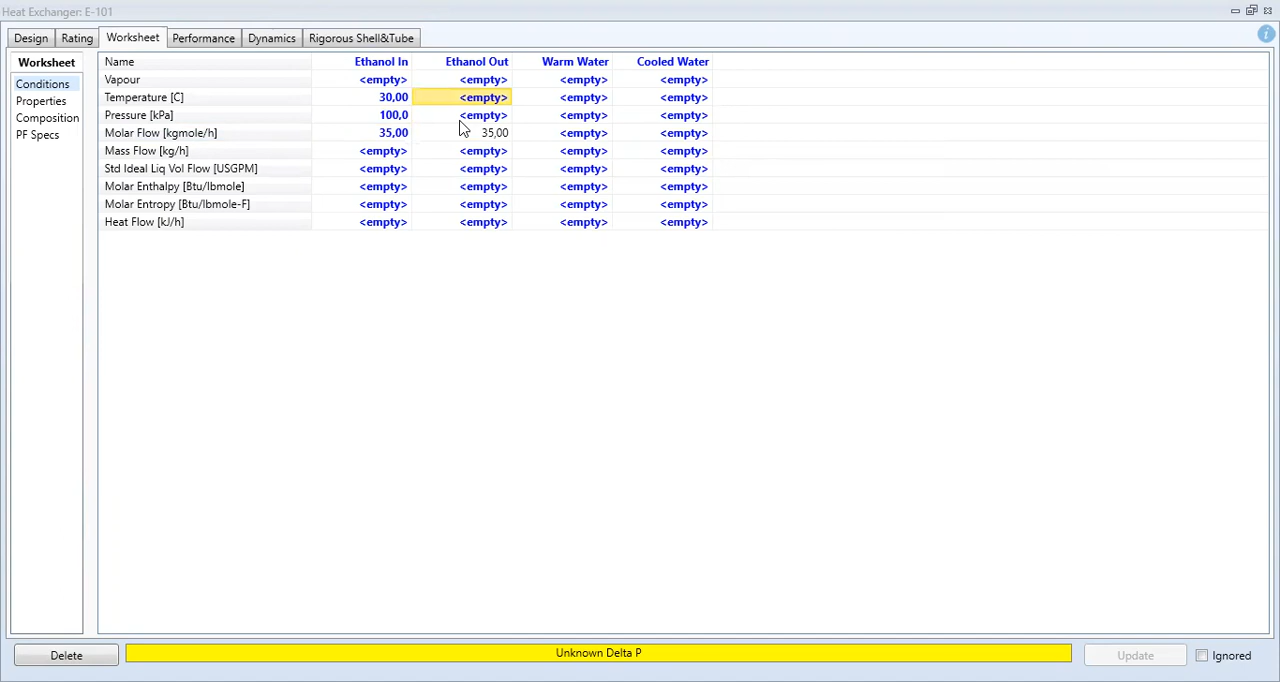 Heat Exchanger: E-101
Design Rating Worksheet Performance Dynamics Rigorous Shell&Tube
Worksheet
Conditions
Properties
Composition
PF Specs
Name Ethanol In Ethanol Out Warm Water Cooled Water
Vapour <empty> <empty> <empty> <empty>
Temperature [C] 30,00 <empty> <empty> <empty>
Pressure [kPa] 100,0 <empty> <empty> <empty>
Molar Flow [kgmole/h] 35,00 35,00 <empty> <empty>
Mass Flow [kg/h] <empty> <empty> <empty> <empty>
Std Ideal Liq Vol Flow [USGPM] <empty> <empty> <empty> <empty>
Molar Enthalpy [Btu/lbmole] <empty> <empty> <empty> <empty>
Molar Entropy [Btu/lbmole-F] <empty> <empty> <empty> <empty>
Heat Flow [kJ/h] <empty> <empty> <empty> <empty>
Delete Unknown Delta P Update Ignored